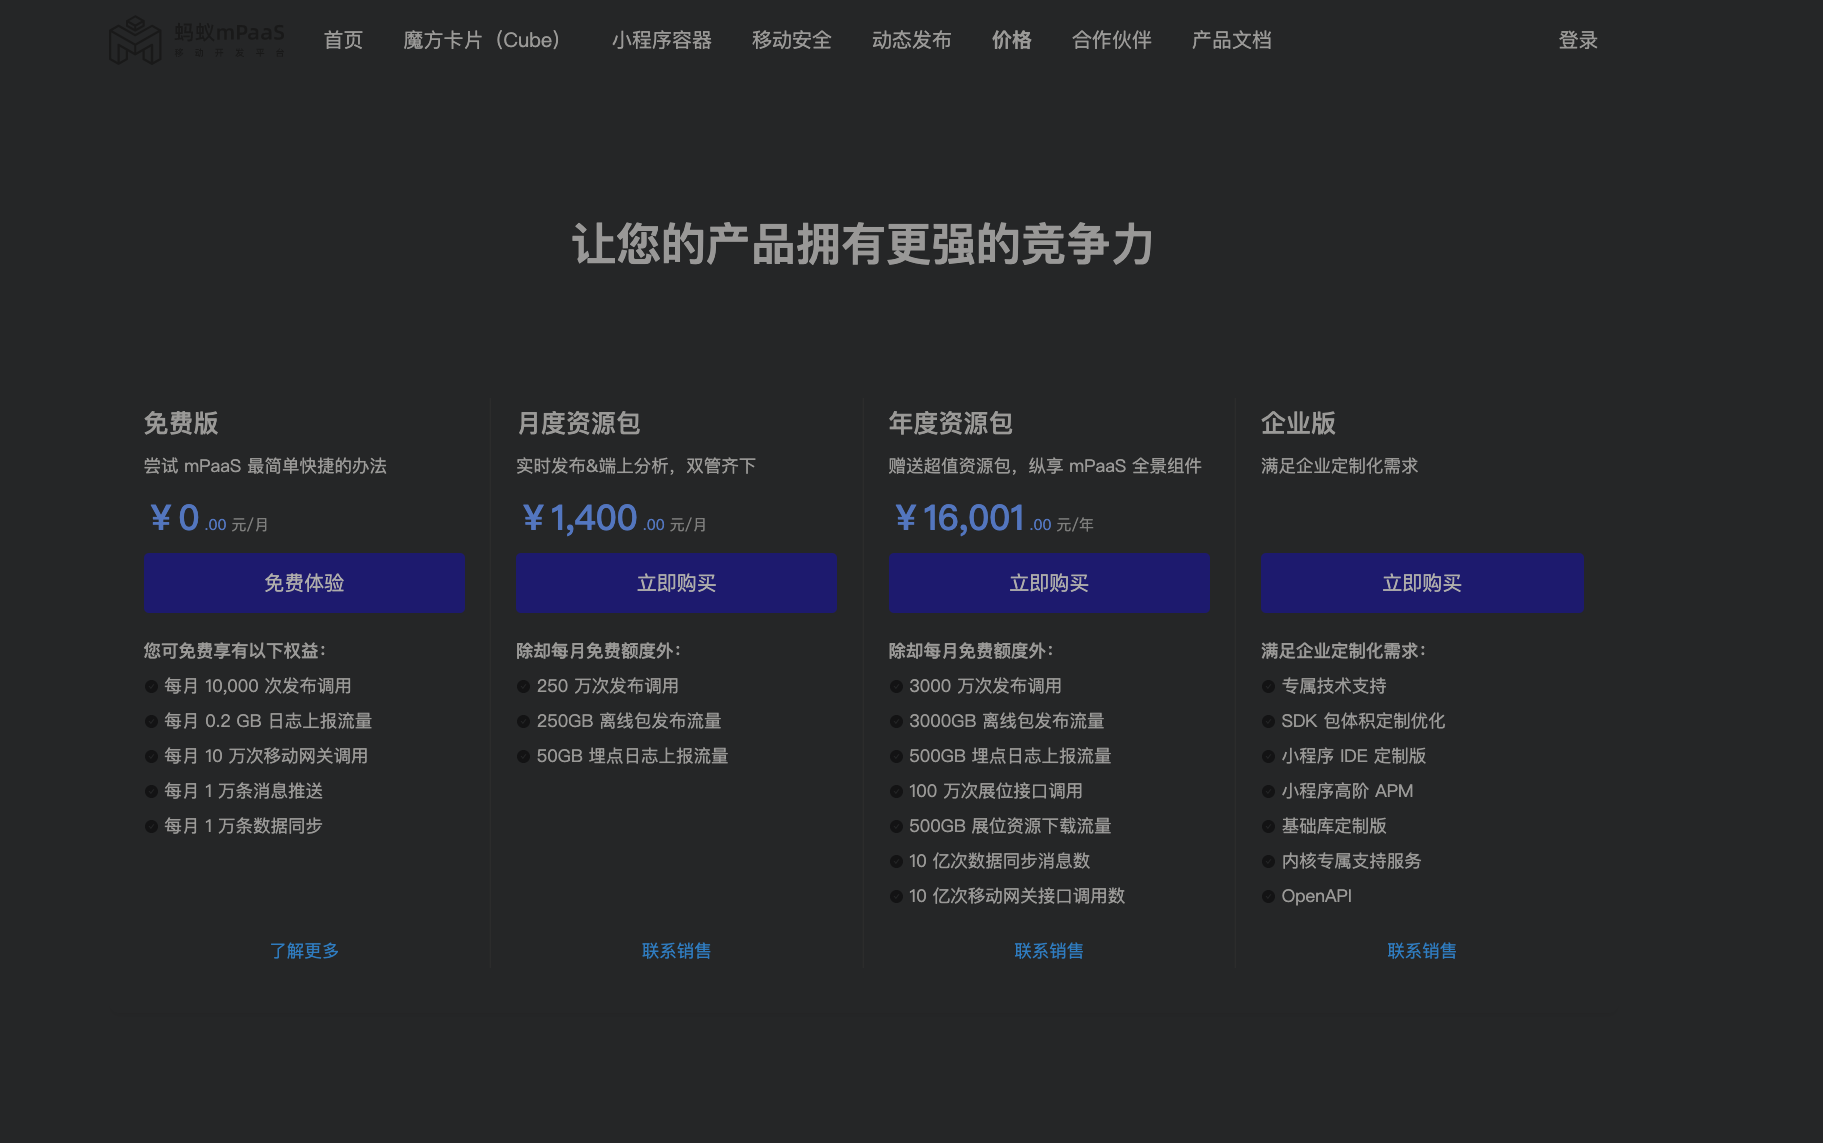 蚂蚁mPaaS
移动开发平台
首页 魔方卡片（Cube） 小程序容器 移动安全 动态发布 价格 合作伙伴 产品文档 登录
让您的产品拥有更强的竞争力
免费版
尝试 mPaaS 最简单快捷的办法
¥ 0 .00 元/月
免费体验
您可免费享有以下权益：
每月 10,000 次发布调用
每月 0.2 GB 日志上报流量
每月 10 万次移动网关调用
每月 1 万条消息推送
每月 1 万条数据同步
了解更多
月度资源包
实时发布&端上分析，双管齐下
¥ 1,400 .00 元/月
立即购买
除却每月免费额度外：
250 万次发布调用
250GB 离线包发布流量
50GB 埋点日志上报流量
联系销售
年度资源包
赠送超值资源包，纵享 mPaaS 全景组件
¥ 16,001 .00 元/年
立即购买
除却每月免费额度外：
3000 万次发布调用
3000GB 离线包发布流量
500GB 埋点日志上报流量
100 万次展位接口调用
500GB 展位资源下载流量
10 亿次数据同步消息数
10 亿次移动网关接口调用数
联系销售
企业版
满足企业定制化需求
立即购买
满足企业定制化需求：
专属技术支持
SDK 包体积定制优化
小程序 IDE 定制版
小程序高阶 APM
基础库定制版
内核专属支持服务
OpenAPI
联系销售